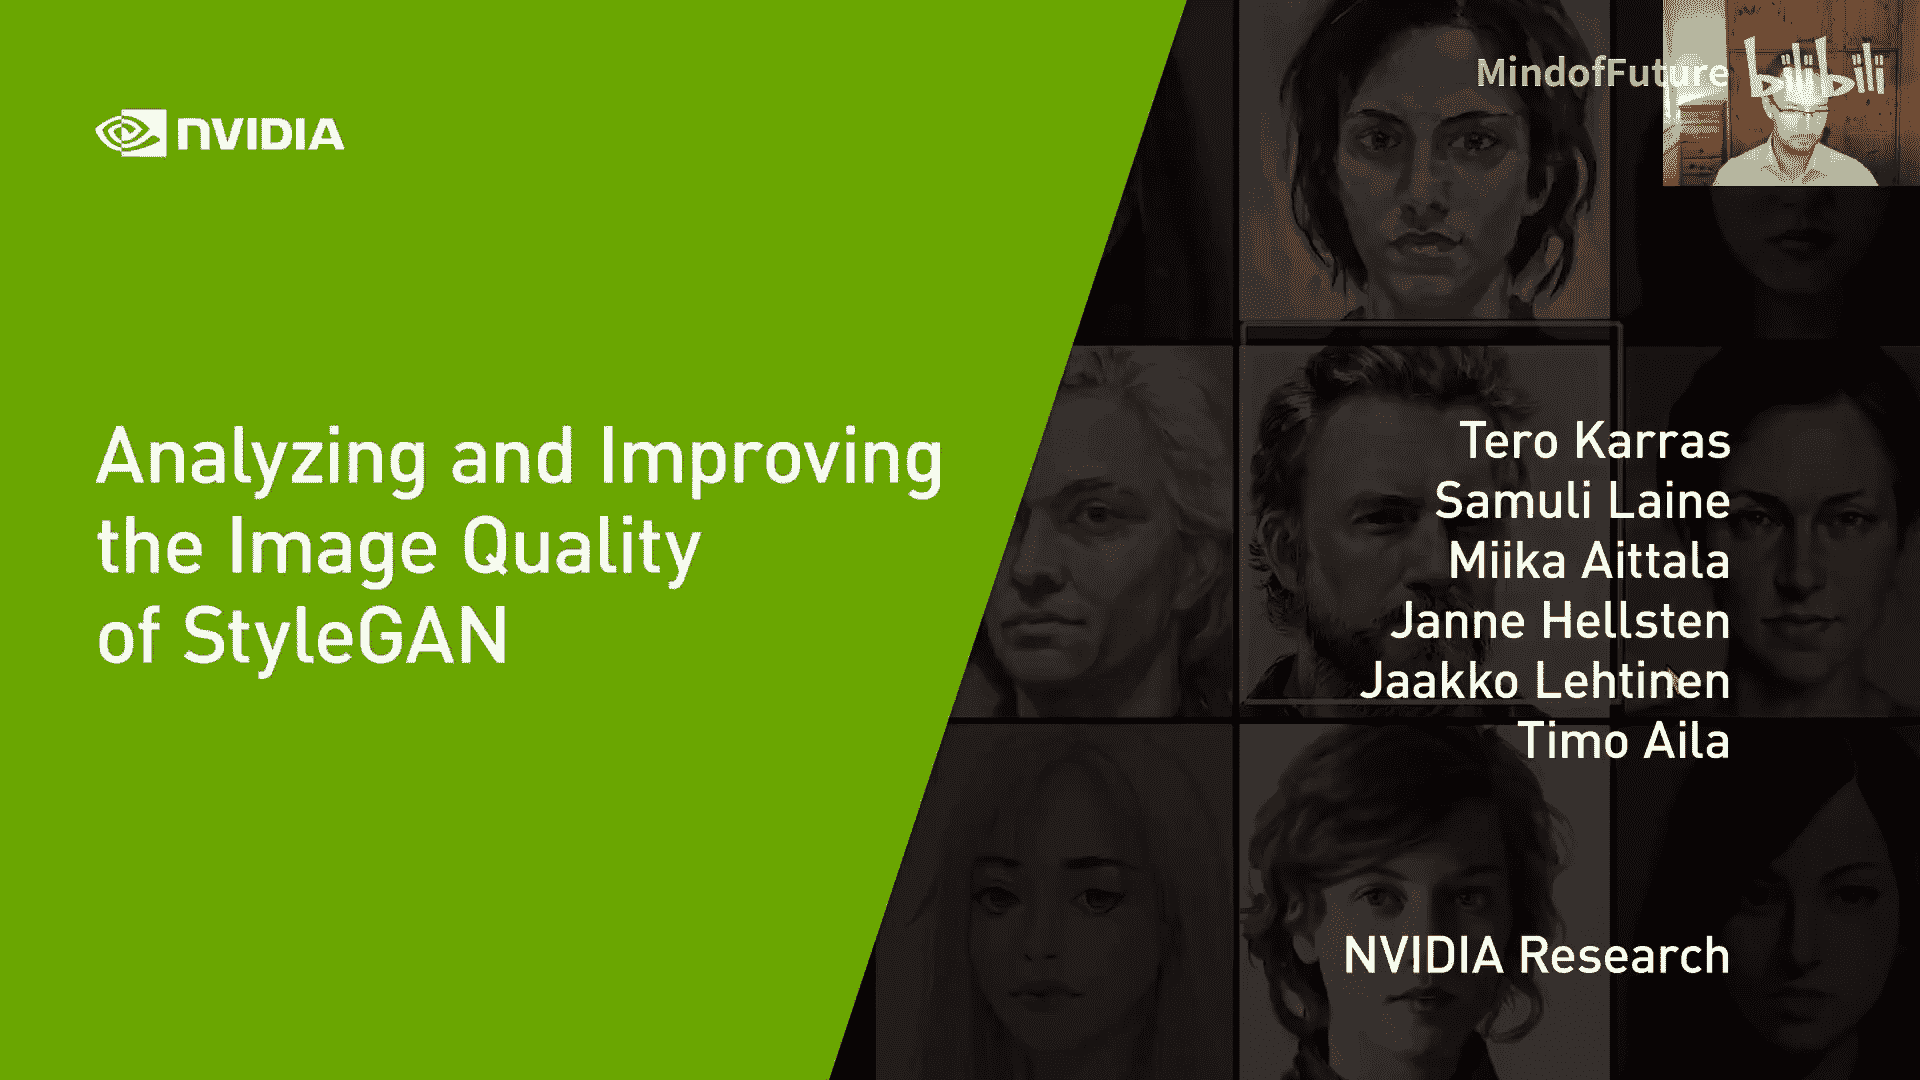 MindofFuture bilibili
NVIDIA
Analyzing and Improving
the Image Quality
of StyleGAN
Tero Karras
Samuli Laine
Miika Aittala
Janne Hellsten
Jaakko Lehtinen
Timo Aila
NVIDIA Research